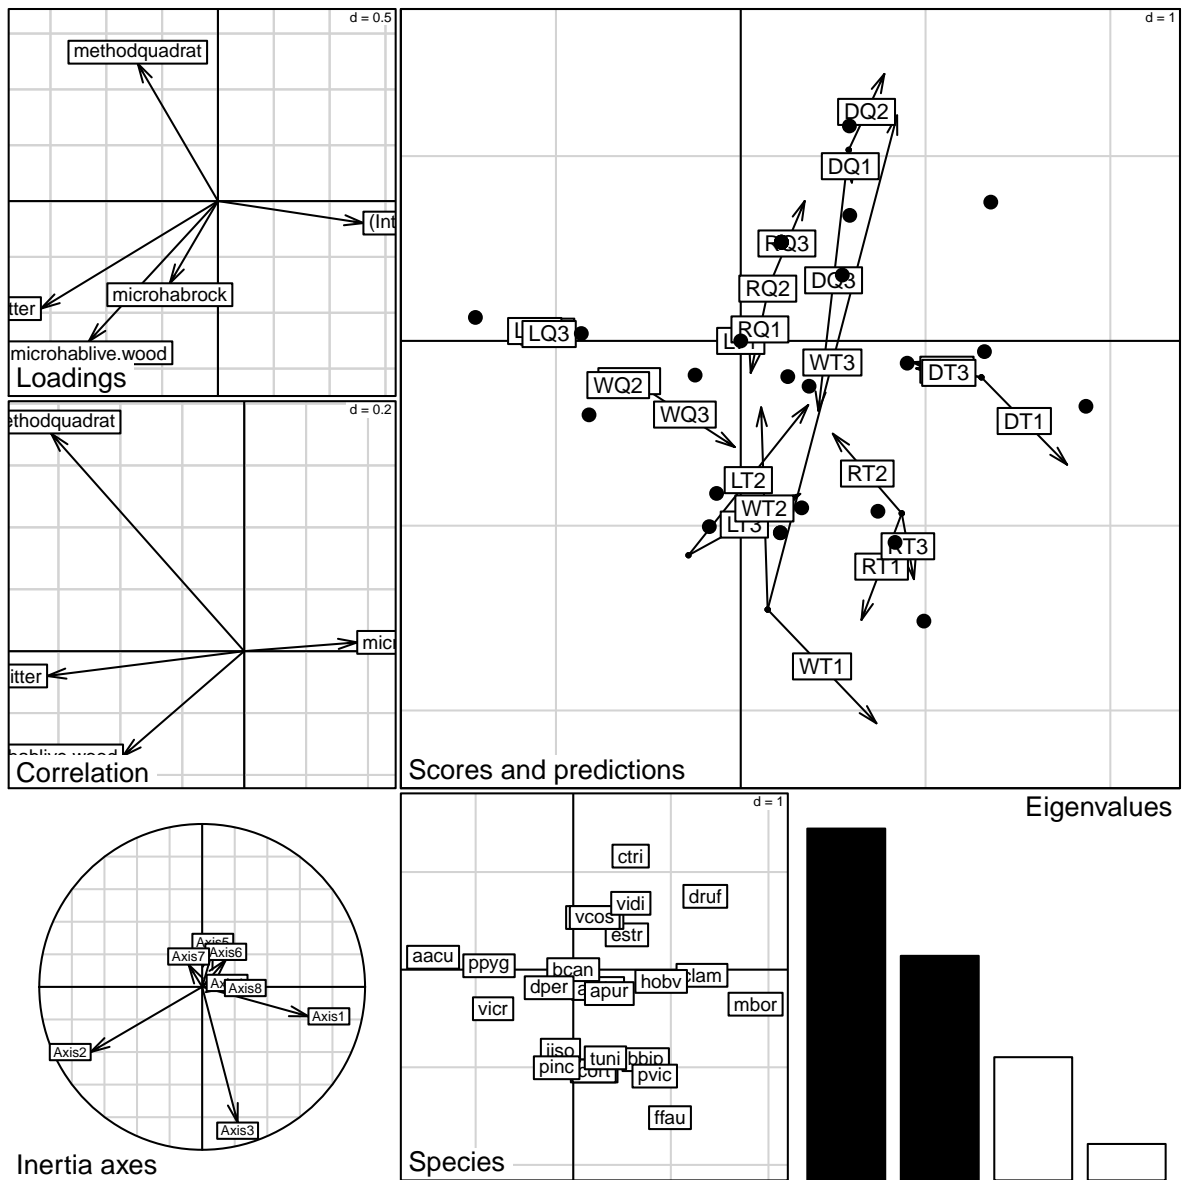 d = 0.5
methodquadrat
(Int
microhabrock
tter
microhablive.wood
Loadings
d = 0.2
ethodquadrat
micr
itter
Correlation
d = 1
DQ2
DQ1
RQ3
DQ3
RQ2
RQ1
LQ3
WT3
DT3
WQ2
WQ3
DT1
RT2
LT2
WT2
LT3
RT3
RT1
WT1
Scores and predictions
Axis5
Axis6
Axis7
Axis8
Axis1
Axis2
Axis3
Inertia axes
d = 1
ctri
druf
vidi
vcos
estr
aacu
ppyg
bcan
clam
hobv
dper
apur
mbor
vicr
tuni
bbip
pinc
pvic
ffau
Species
Eigenvalues